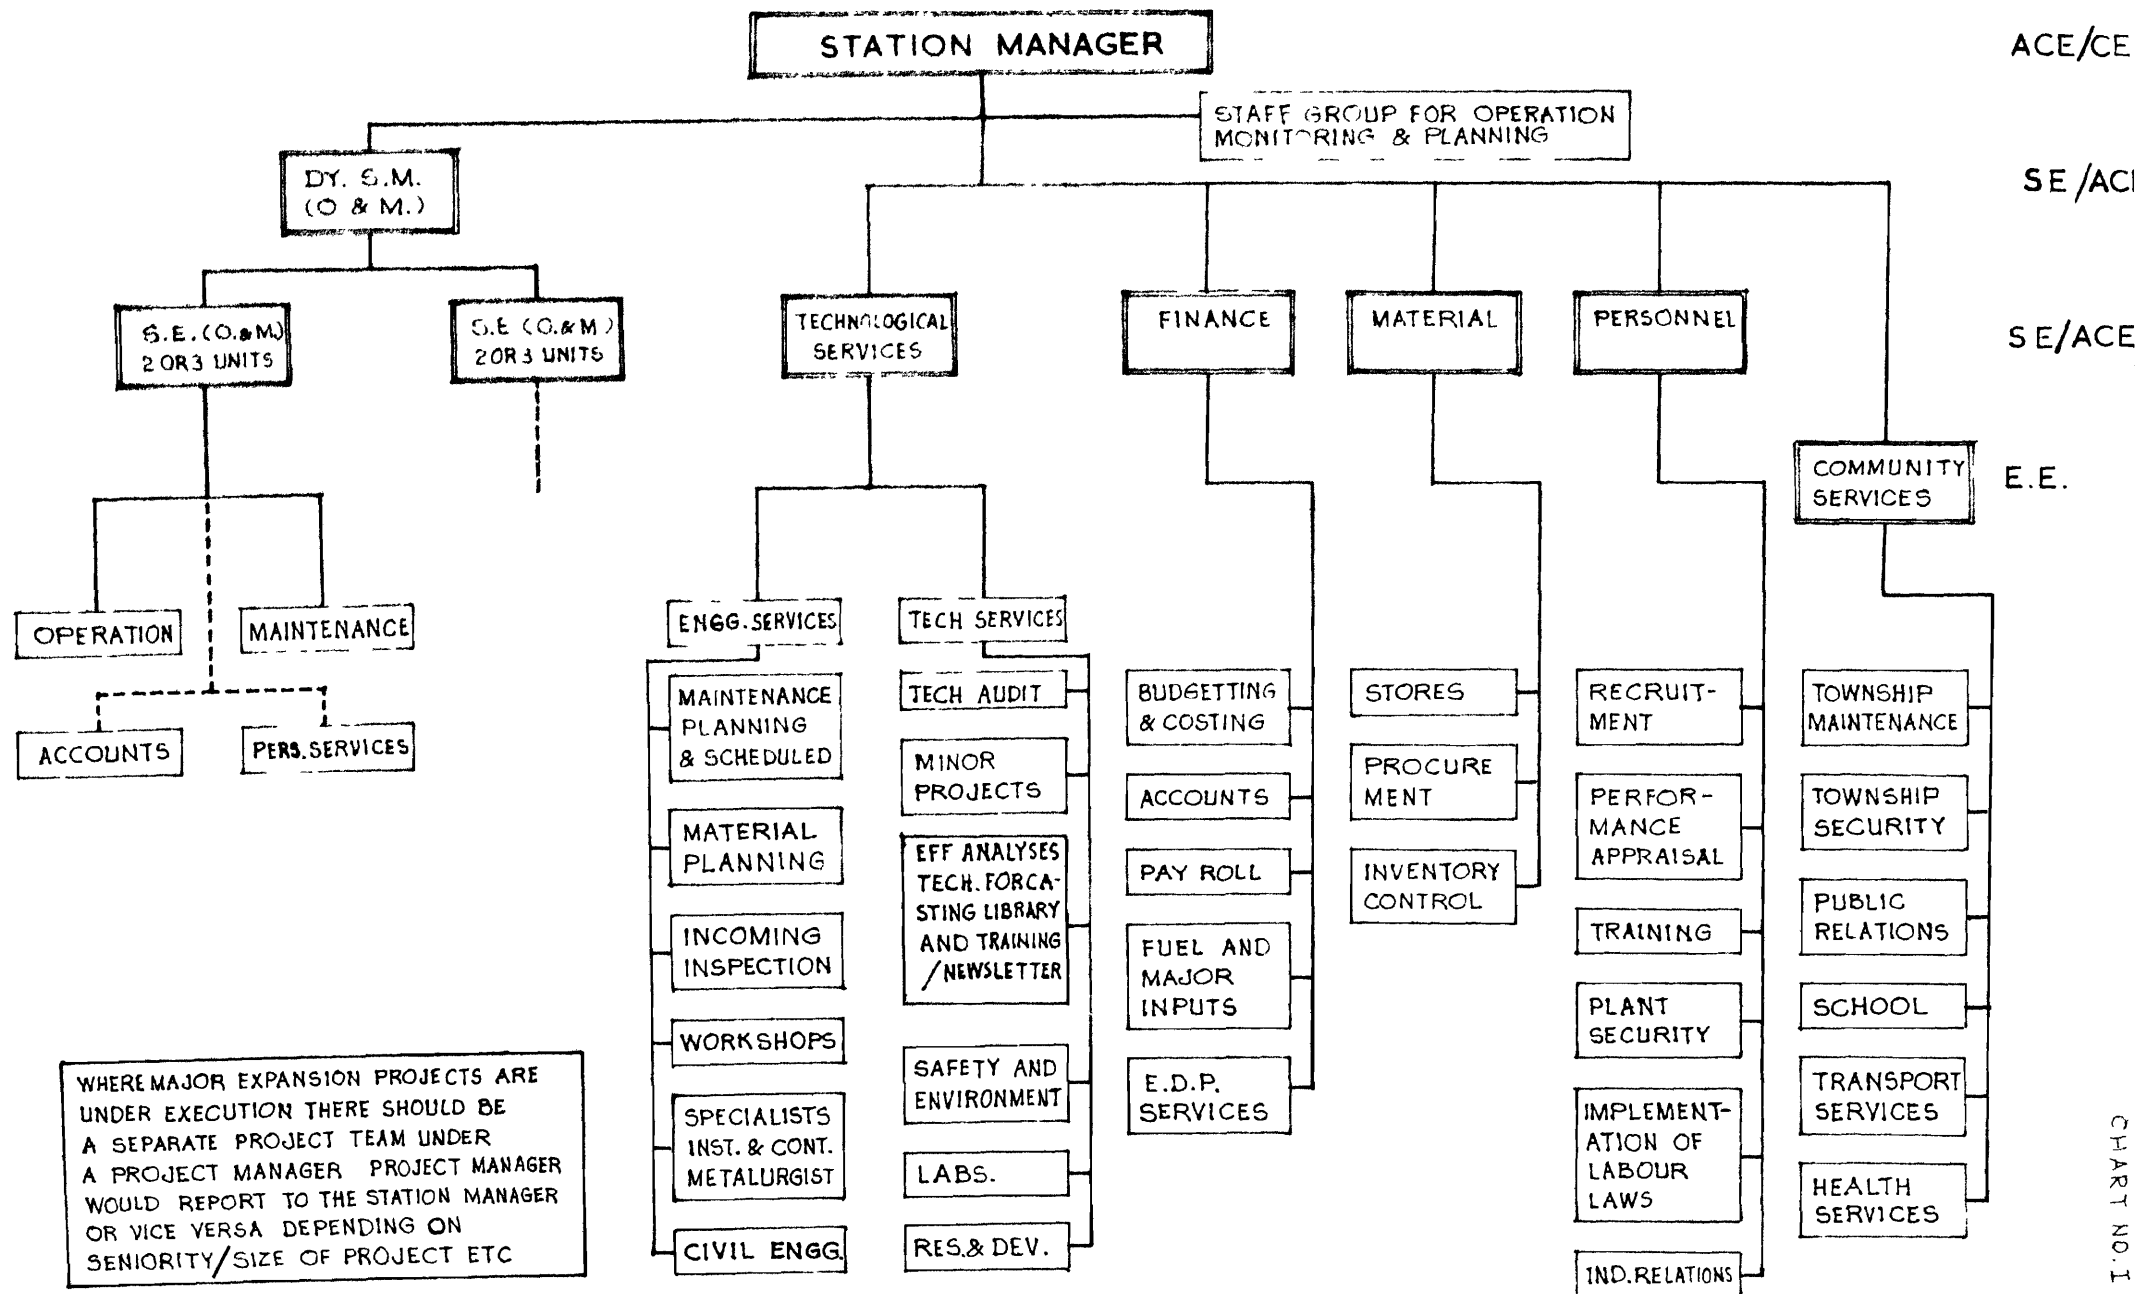 STATION MANAGER
ACE/CE
STAFF GROUP FOR OPERATION
MONITORING & PLANNING
DY. S.M.
(O & M.)
SE/ACE
S.E. (O.&M.)
2 OR 3 UNITS
S.E (O.&M)
2 OR 3 UNITS
TECHNOLOGICAL
SERVICES
FINANCE
MATERIAL
PERSONNEL
SE/ACE
COMMUNITY
SERVICES
E.E.
OPERATION
MAINTENANCE
ACCOUNTS
PERS. SERVICES
ENGG. SERVICES
MAINTENANCE
PLANNING
& SCHEDULED
MATERIAL
PLANNING
INCOMING
INSPECTION
WORKSHOPS
SPECIALISTS
INST. & CONT.
METALURGIST
CIVIL ENGG.
TECH SERVICES
TECH AUDIT
MINOR
PROJECTS
EFF ANALYSES
TECH. FORCA-
STING LIBRARY
AND TRAINING
/NEWSLETTER
SAFETY AND
ENVIRONMENT
LABS.
RES. & DEV.
BUDGETTING
& COSTING
ACCOUNTS
PAY ROLL
FUEL AND
MAJOR
INPUTS
E.D.P.
SERVICES
STORES
PROCURE
MENT
INVENTORY
CONTROL
RECRUIT-
MENT
PERFOR-
MANCE
APPRAISAL
TRAINING
PLANT
SECURITY
IMPLEMENT-
ATION OF
LABOUR
LAWS
IND. RELATIONS
TOWNSHIP
MAINTENANCE
TOWNSHIP
SECURITY
PUBLIC
RELATIONS
SCHOOL
TRANSPORT
SERVICES
HEALTH
SERVICES
WHERE MAJOR EXPANSION PROJECTS ARE
UNDER EXECUTION THERE SHOULD BE
A SEPARATE PROJECT TEAM UNDER
A PROJECT MANAGER PROJECT MANAGER
WOULD REPORT TO THE STATION MANAGER
OR VICE VERSA DEPENDING ON
SENIORITY/SIZE OF PROJECT ETC
CHART NO. I